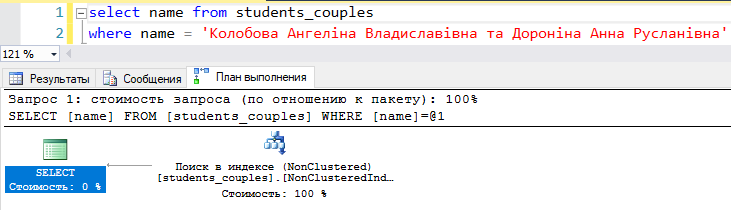 1 select name from students_couples
2 where name = 'Колобова Ангеліна Владиславівна та Дороніна Анна Русланівна'
121 %
Результаты Сообщения План выполнения
Запрос 1: стоимость запроса (по отношению к пакету): 100%
SELECT [name] FROM [students_couples] WHERE [name]=@1
SELECT
Стоимость: 0 %
Поиск в индексе (NonClustered)
[students_couples].[NonClusteredInd…
Стоимость: 100 %